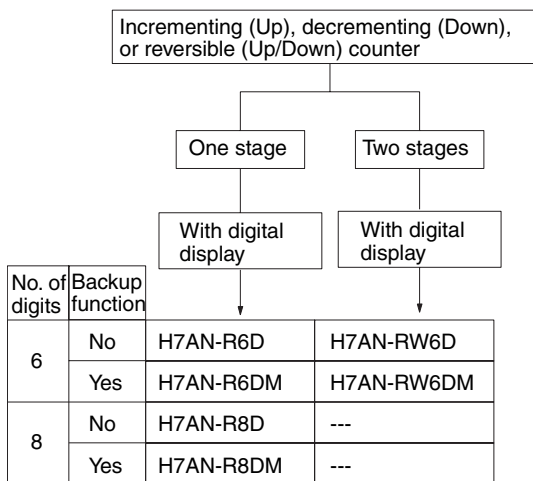 Incrementing (Up), decrementing (Down),
or reversible (Up/Down) counter
One stage
Two stages
With digital
display
With digital
display
No. of
digits
Backup
function
6
No
H7AN-R6D
H7AN-RW6D
Yes
H7AN-R6DM
H7AN-RW6DM
8
No
H7AN-R8D
---
Yes
H7AN-R8DM
---